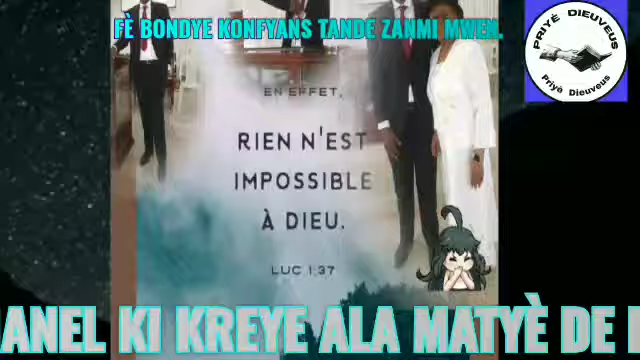 FÈ BONDYE KONFYANS TANDE ZANMI MWEN.
PRIYÈ DIEUVEUS
Priyè Dieuveus
EN EFFET,
RIEN N'EST
IMPOSSIBLE
À DIEU.
LUC 1:37
ANEL KI KREYE ALA MATYÈ DE